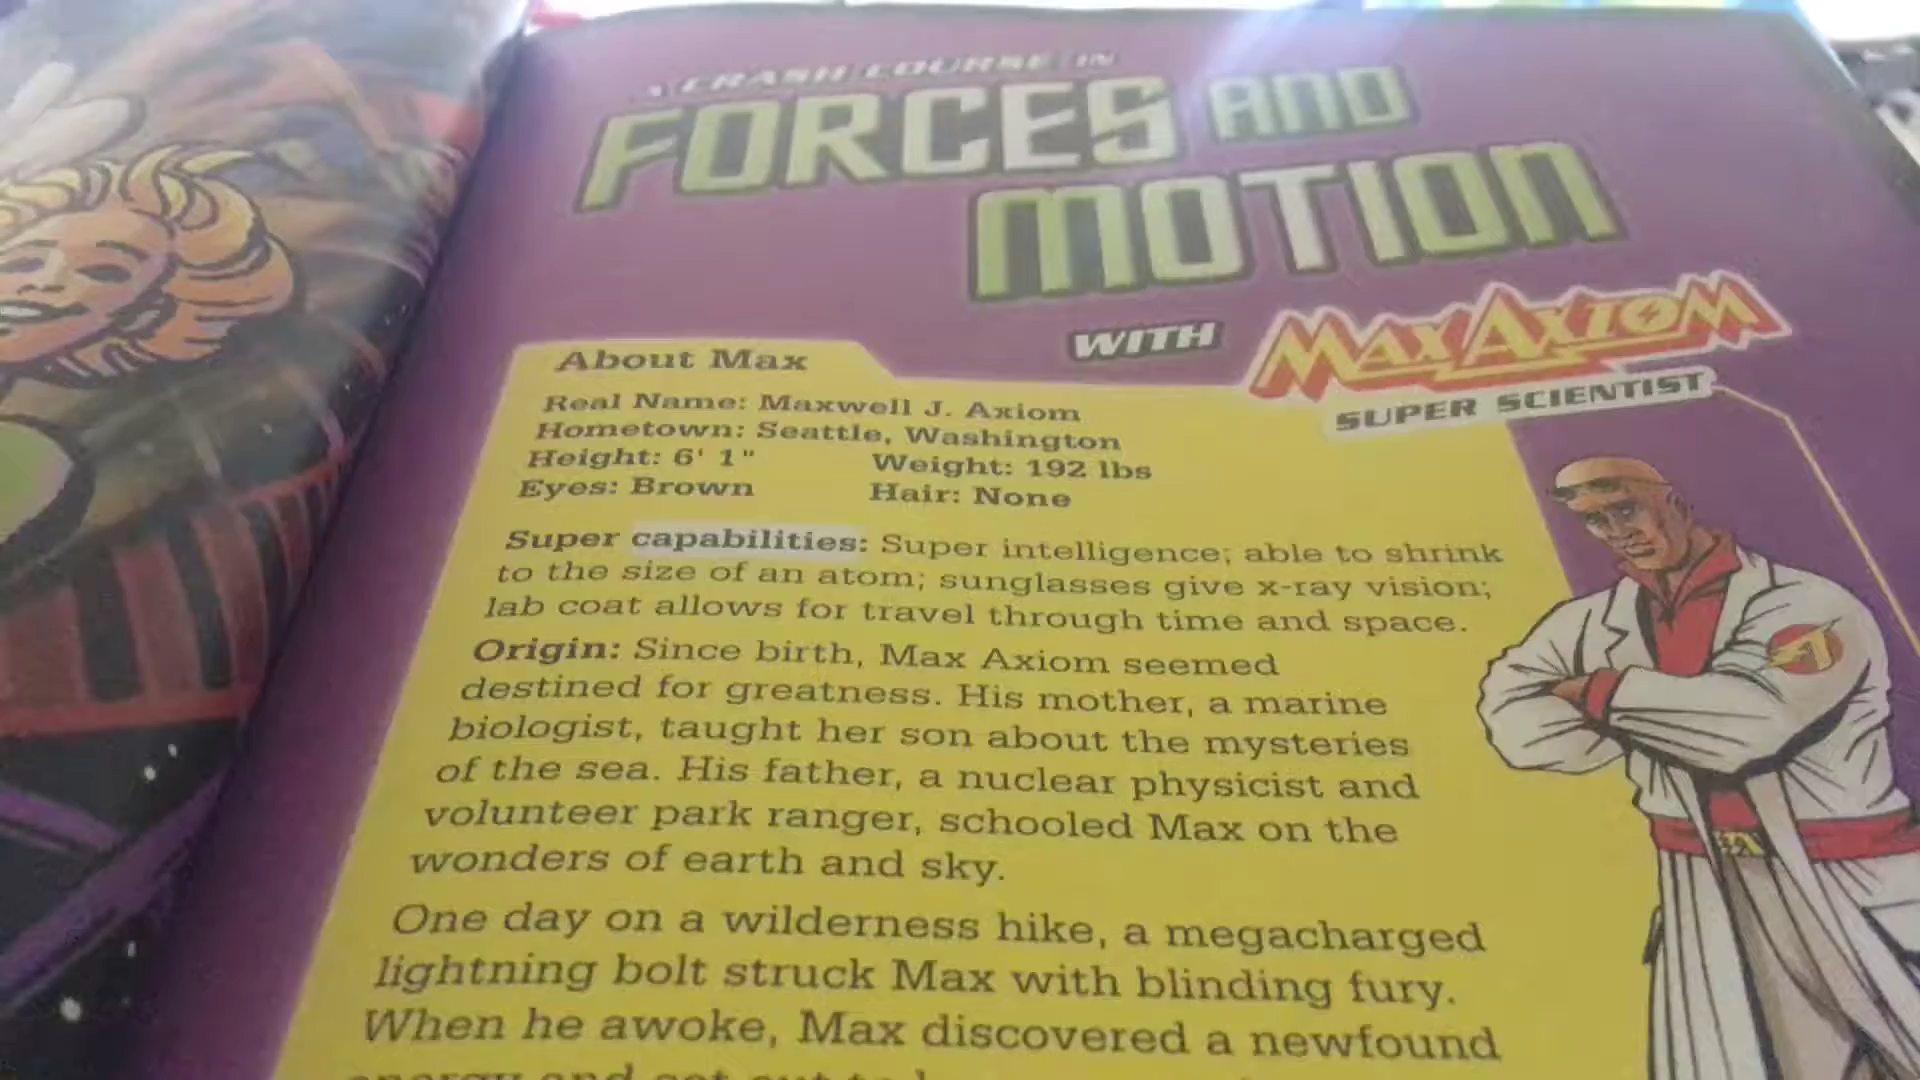 A CRASH COURSE IN
FORCES AND
MOTION
WITH MAX AXIOM
SUPER SCIENTIST
About Max
Real Name: Maxwell J. Axiom
Hometown: Seattle, Washington
Height: 6' 1" Weight: 192 lbs
Eyes: Brown Hair: None
Super capabilities: Super intelligence; able to shrink
to the size of an atom; sunglasses give x-ray vision;
lab coat allows for travel through time and space.
Origin: Since birth, Max Axiom seemed
destined for greatness. His mother, a marine
biologist, taught her son about the mysteries
of the sea. His father, a nuclear physicist and
volunteer park ranger, schooled Max on the
wonders of earth and sky.
One day on a wilderness hike, a megacharged
lightning bolt struck Max with blinding fury.
When he awoke, Max discovered a newfound
energy and set out to